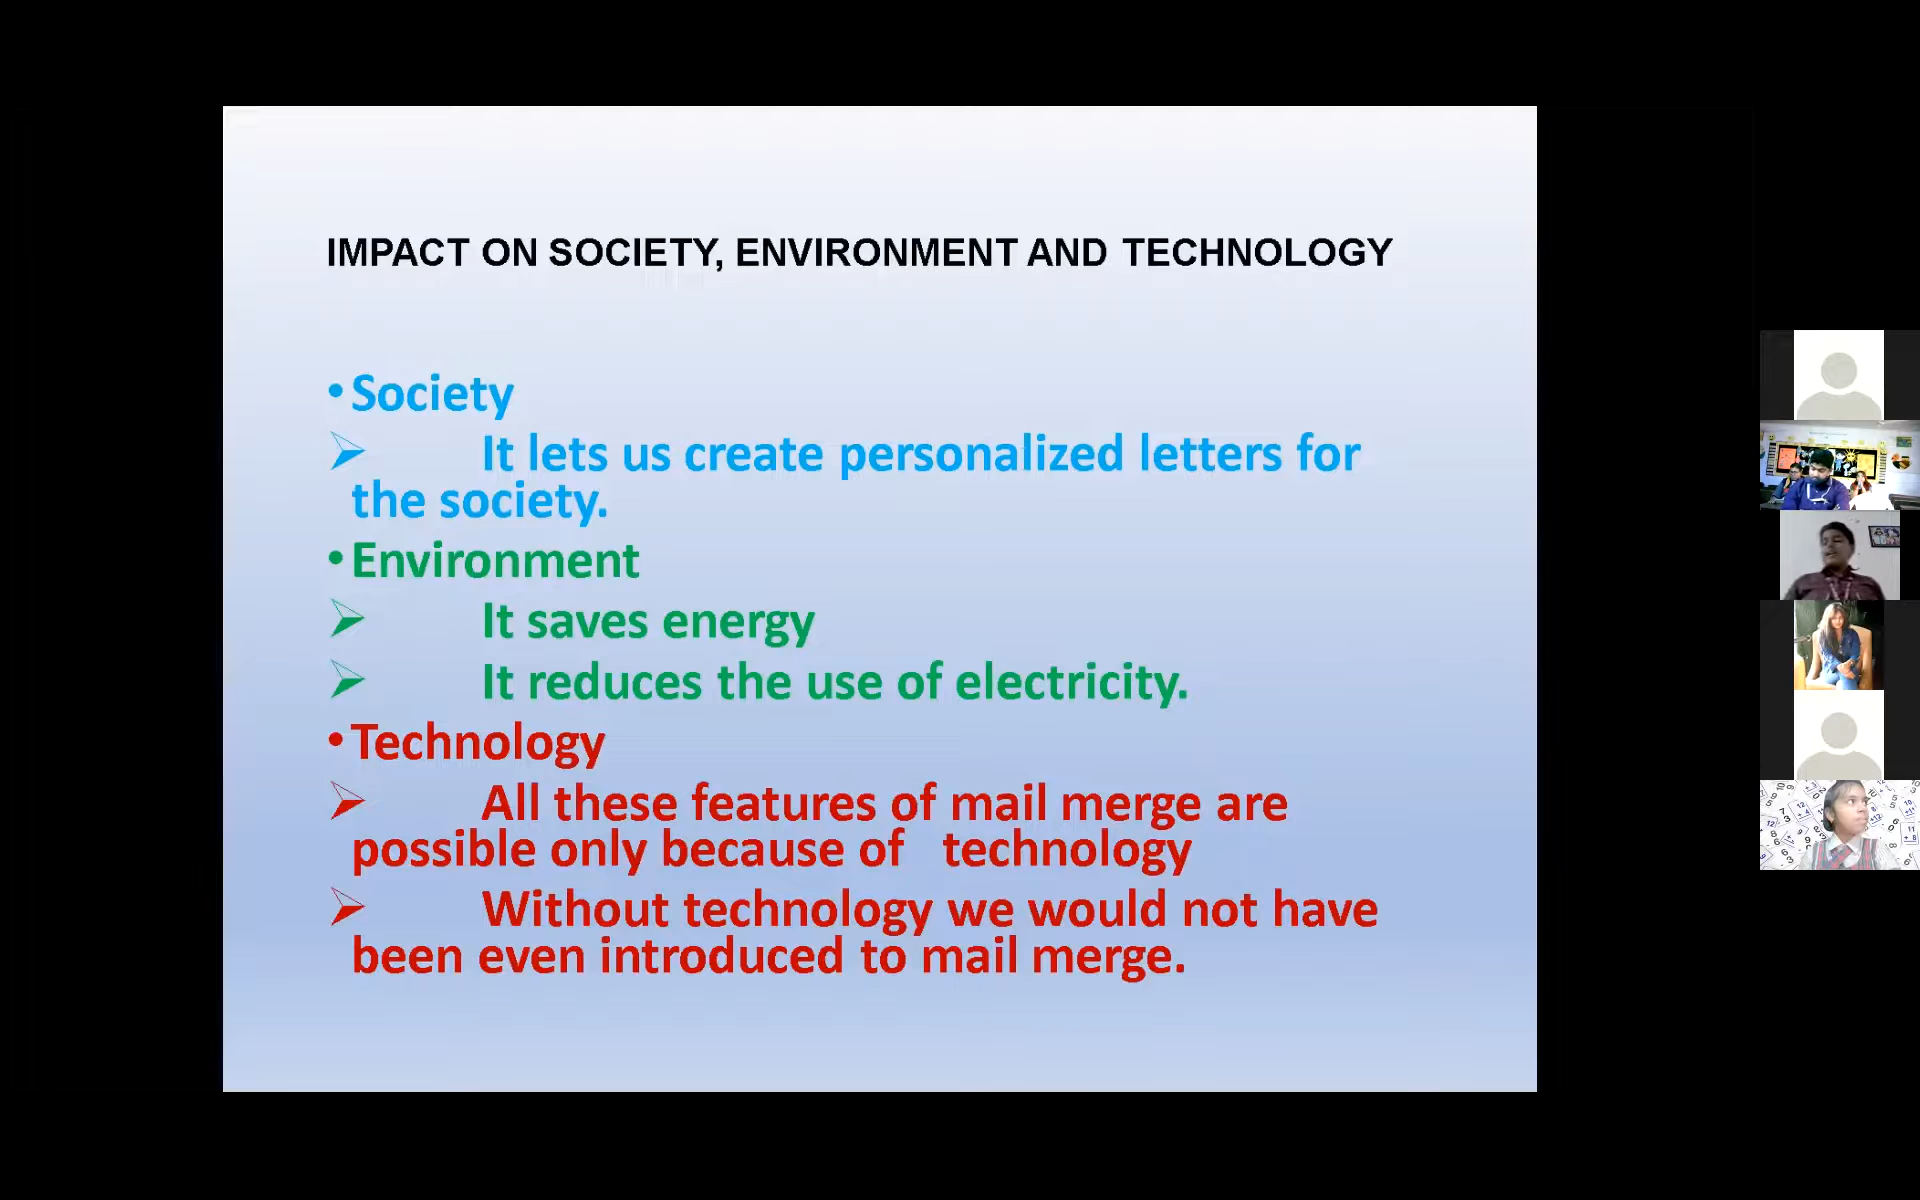 IMPACT ON SOCIETY, ENVIRONMENT AND TECHNOLOGY
• Society
➢ It lets us create personalized letters for
the society.
• Environment
➢ It saves energy
➢ It reduces the use of electricity.
• Technology
➢ All these features of mail merge are
possible only because of technology
➢ Without technology we would not have
been even introduced to mail merge.